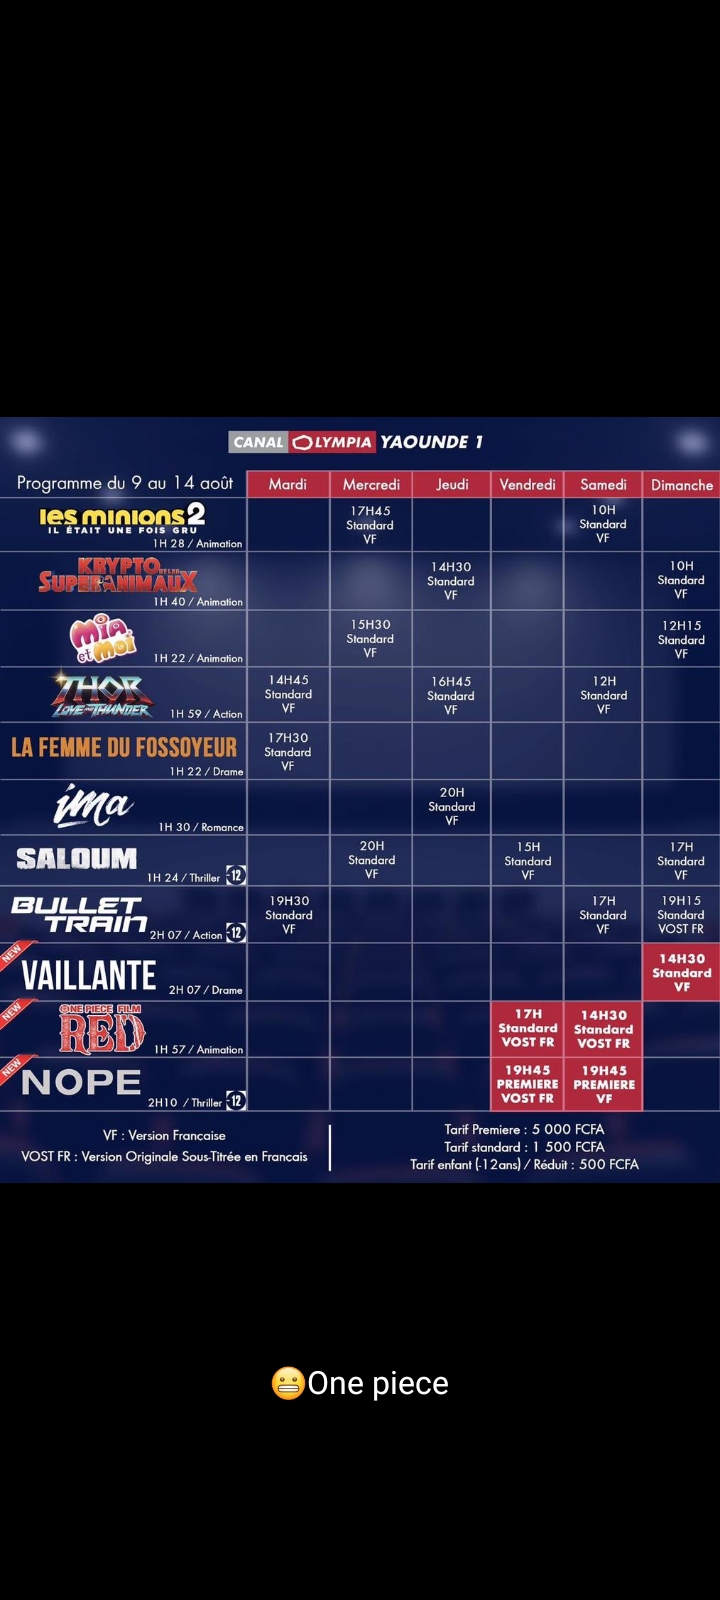 CANAL OLYMPIA YAOUNDE 1
Programme du 9 au 14 août Mardi Mercredi Jeudi Vendredi Samedi Dimanche
les minions 2
IL ÉTAIT UNE FOIS GRU
1H 28 / Animation
17H45
Standard
VF
10H
Standard
VF
KRYPTO ET LES
SUPER-ANIMAUX
1H 40 / Animation
14H30
Standard
VF
10H
Standard
VF
mia
et moi
1H 22 / Animation
15H30
Standard
VF
12H15
Standard
VF
THOR
LOVE AND THUNDER
1H 59 / Action
14H45
Standard
VF
16H45
Standard
VF
12H
Standard
VF
LA FEMME DU FOSSOYEUR
1H 22 / Drame
17H30
Standard
VF
ima
1H 30 / Romance
20H
Standard
VF
SALOUM
1H 24 / Thriller -12
20H
Standard
VF
15H
Standard
VF
17H
Standard
VF
BULLET
TRAIN
2H 07 / Action -12
19H30
Standard
VF
17H
Standard
VF
19H15
Standard
VOST FR
NEW
VAILLANTE
2H 07 / Drame
14H30
Standard
VF
NEW
ONE PIECE FILM
RED
1H 57 / Animation
17H
Standard
VOST FR
14H30
Standard
VOST FR
NEW
NOPE
2H10 / Thriller -12
19H45
PREMIERE
VOST FR
19H45
PREMIERE
VF
VF : Version Française
VOST FR : Version Originale Sous-Titrée en Français
Tarif Premiere : 5 000 FCFA
Tarif standard : 1 500 FCFA
Tarif enfant (-12ans) / Réduit : 500 FCFA
😬One piece